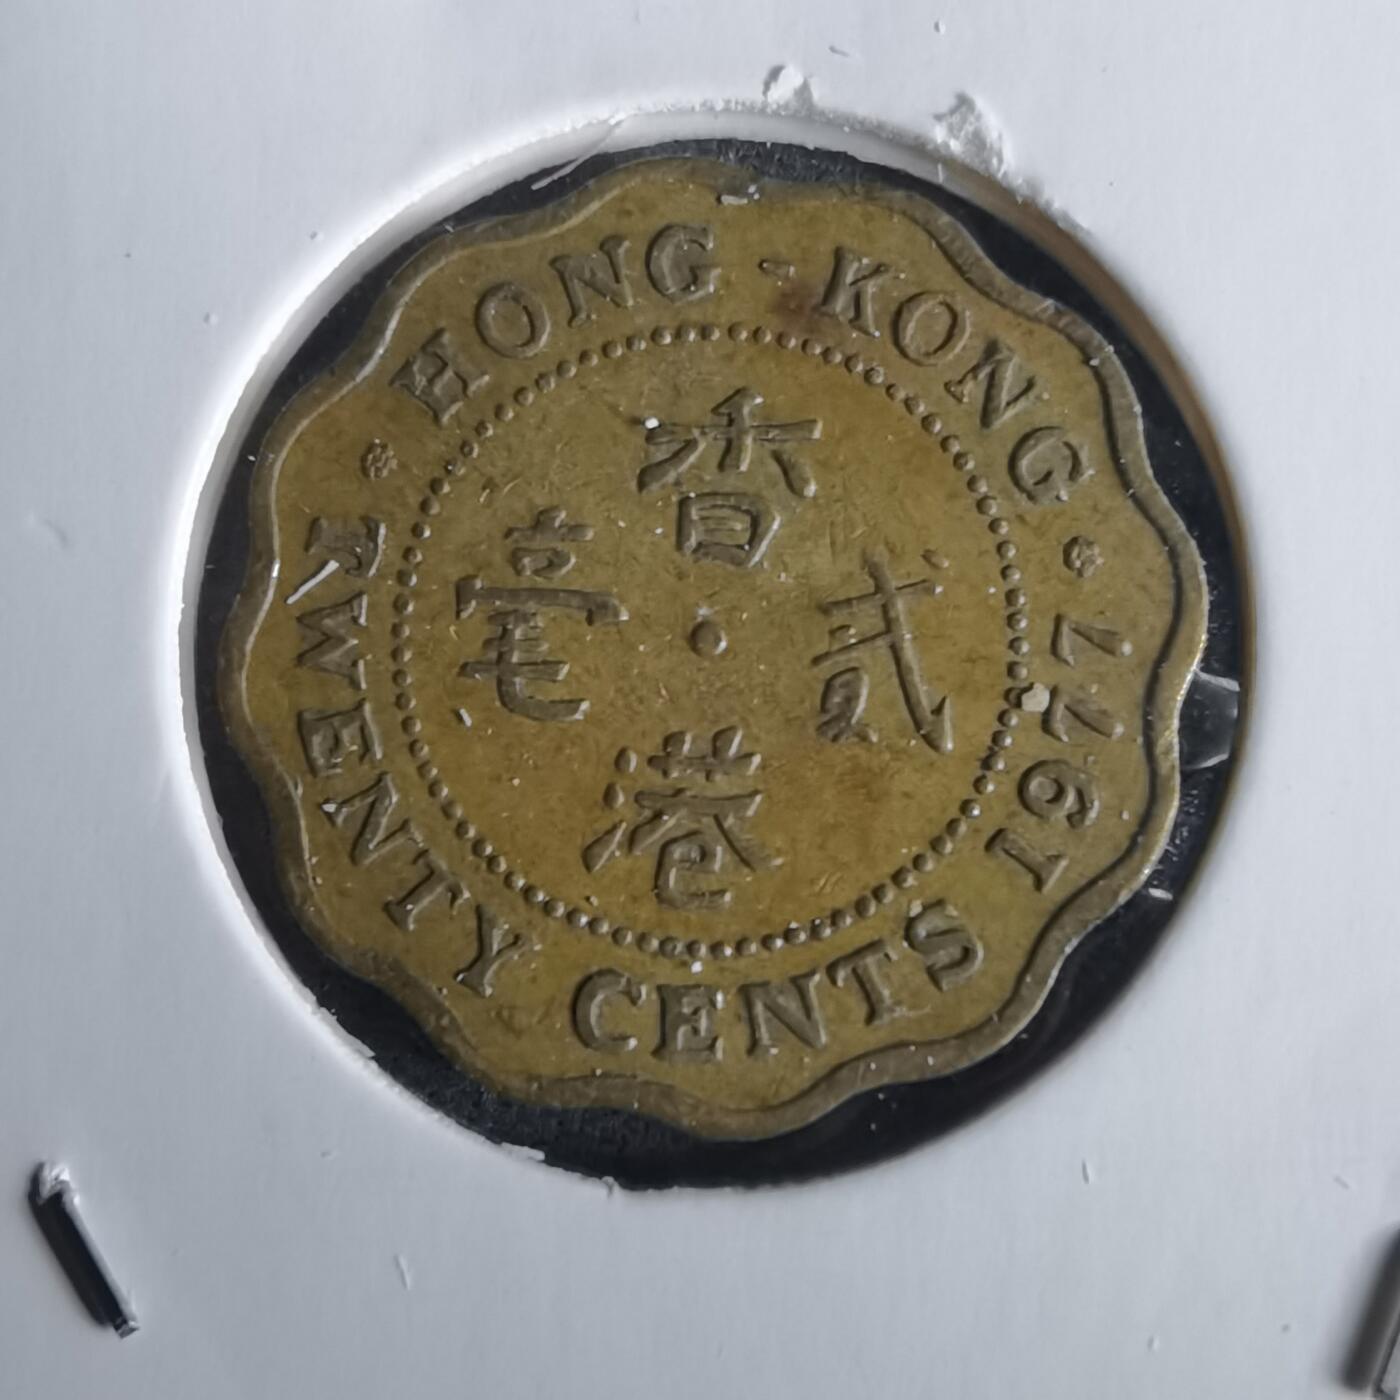 HONG-KONG
1977
TWENTY CENTS
香
港
貳
毫